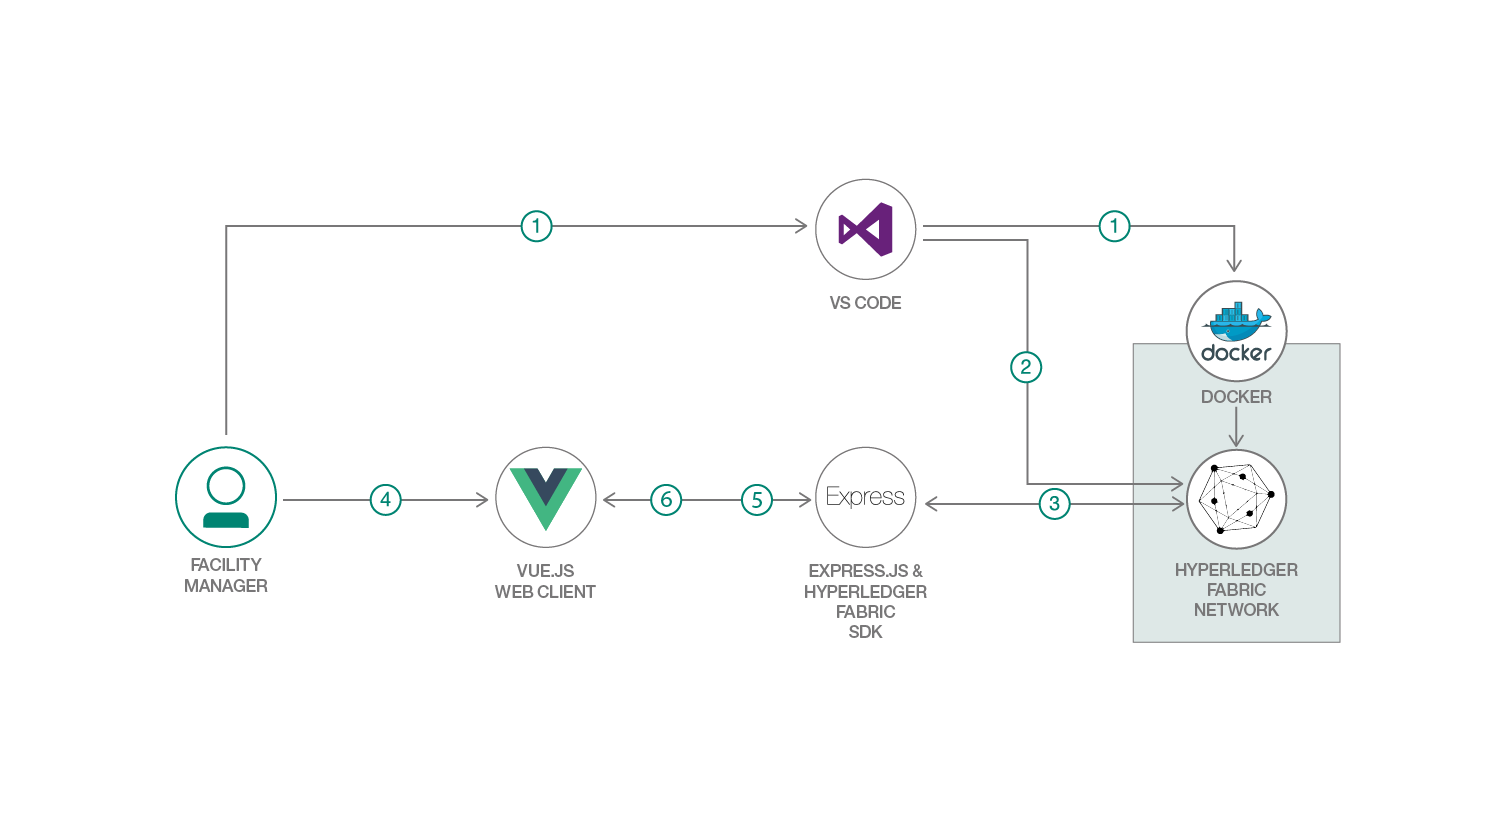 1
1
VS CODE
docker
DOCKER
2
4
6
5
Express
3
FACILITY
MANAGER
VUE.JS
WEB CLIENT
EXPRESS.JS &
HYPERLEDGER
FABRIC
SDK
HYPERLEDGER
FABRIC
NETWORK